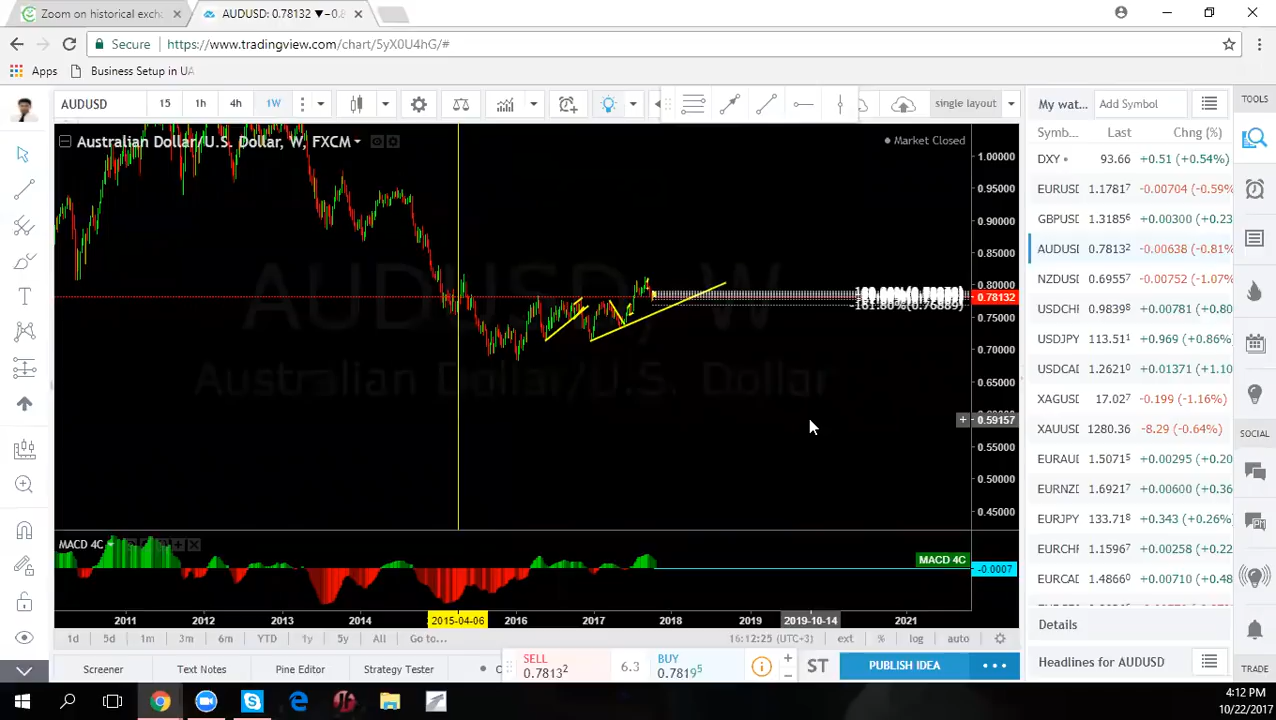 Zoom on historical exch
AUDUSD: 0.78132 ▼−0.8
Secure
https://www.tradingview.com/chart/5yX0U4hG/#
Apps
Business Setup in UA
AUDUSD
15
1h
4h
1W
single layout
My wat...
Add Symbol
TOOLS
Australian Dollar/U.S. Dollar, W, FXCM
Market Closed
Symb...
Last
Chng (%)
DXY
93.66
+0.51 (+0.54%)
EURUSD
1.17817
-0.00704 (-0.59%
GBPUSD
1.31856
+0.00300 (+0.23
AUDUSD
0.78132
-0.00638 (-0.81%
NZDUSD
0.69557
-0.00752 (-1.07%
USDCHF
0.98398
+0.00781 (+0.80
USDJPY
113.511
+0.969 (+0.86%
USDCAD
1.26210
+0.01371 (+1.10
XAGUSD
17.027
-0.199 (-1.16%)
XAUUSD
1280.36
-8.29 (-0.64%)
EURAUD
1.50715
+0.00295 (+0.20
EURNZD
1.69217
+0.00600 (+0.36
EURJPY
133.718
+0.343 (+0.26%
EURCHF
1.15967
+0.00258 (+0.22
EURCAD
1.48660
+0.00710 (+0.48
SOCIAL
1.00000
0.95000
0.90000
0.85000
0.80000
0.78132
0.75000
0.70000
0.65000
0.59157
0.55000
0.50000
0.45000
-161.80%(0.76885)
AUDUSD, W
Australian Dollar/U.S. Dollar
MACD 4C
MACD 4C
-0.0007
2011
2012
2013
2014
2015-04-06
2016
2017
2018
2019
2019-10-14
2021
1d
5d
1m
3m
6m
YTD
1y
5y
All
Go to...
16:12:25 (UTC+3)
ext
%
log
auto
Details
Screener
Text Notes
Pine Editor
Strategy Tester
SELL
0.78132
6.3
BUY
0.78195
ST
PUBLISH IDEA
Headlines for AUDUSD
TRADE
4:12 PM
10/22/2017